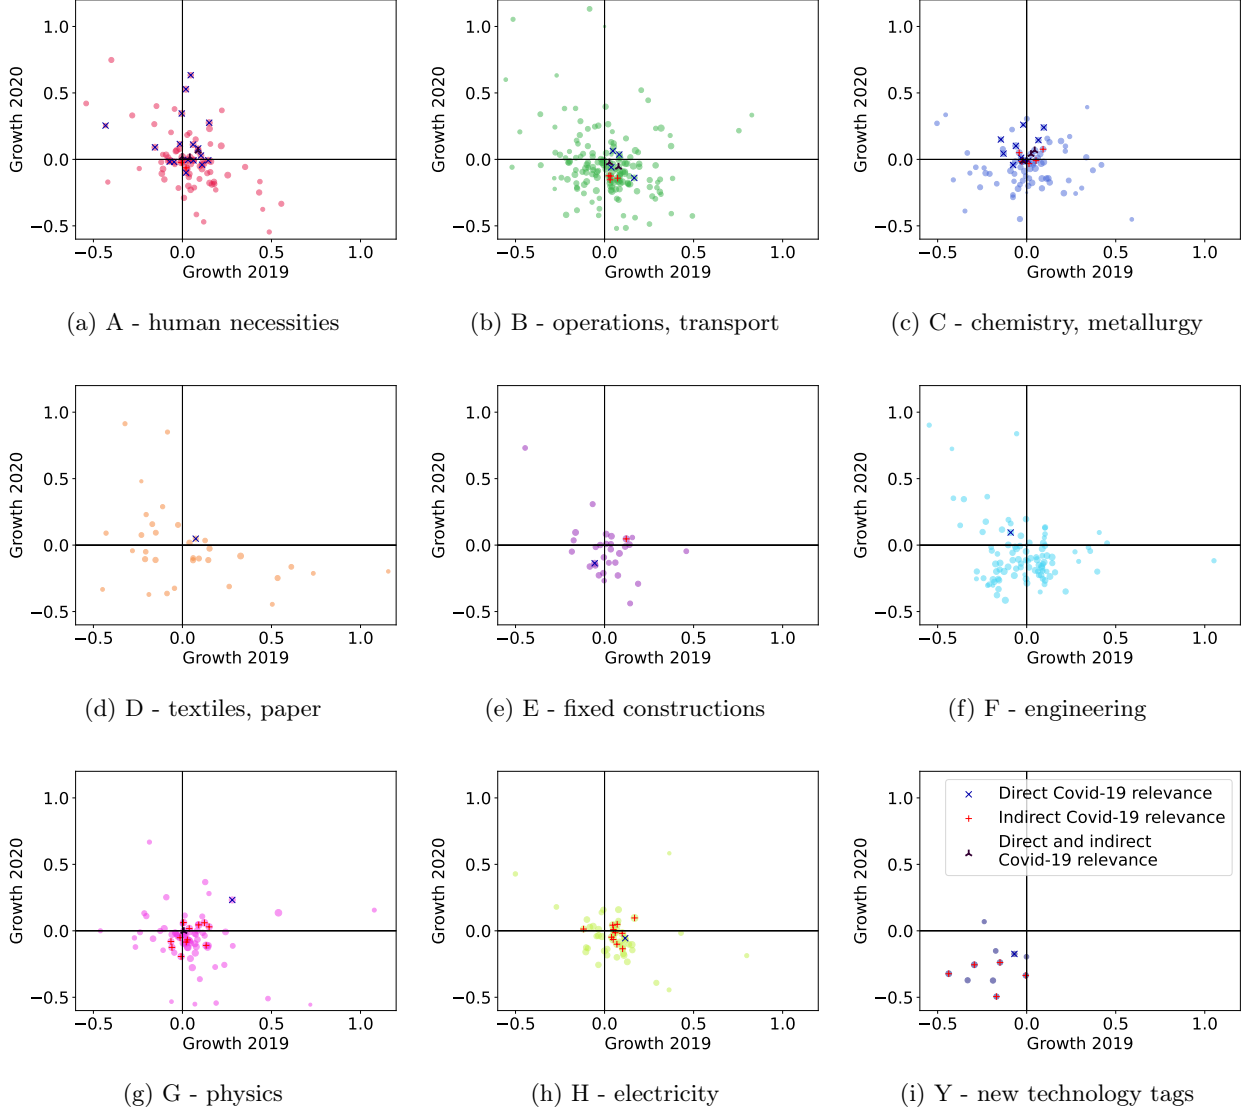 1.0
0.5
0.0
−0.5
Growth 2020
−0.5 0.0 0.5 1.0
Growth 2019
(a) A - human necessities
1.0
0.5
0.0
−0.5
Growth 2020
−0.5 0.0 0.5 1.0
Growth 2019
(b) B - operations, transport
1.0
0.5
0.0
−0.5
Growth 2020
−0.5 0.0 0.5 1.0
Growth 2019
(c) C - chemistry, metallurgy
1.0
0.5
0.0
−0.5
Growth 2020
−0.5 0.0 0.5 1.0
Growth 2019
(d) D - textiles, paper
1.0
0.5
0.0
−0.5
Growth 2020
−0.5 0.0 0.5 1.0
Growth 2019
(e) E - fixed constructions
1.0
0.5
0.0
−0.5
Growth 2020
−0.5 0.0 0.5 1.0
Growth 2019
(f) F - engineering
1.0
0.5
0.0
−0.5
Growth 2020
−0.5 0.0 0.5 1.0
Growth 2019
(g) G - physics
1.0
0.5
0.0
−0.5
Growth 2020
−0.5 0.0 0.5 1.0
Growth 2019
(h) H - electricity
Direct Covid-19 relevance
Indirect Covid-19 relevance
Direct and indirect
Covid-19 relevance
1.0
0.5
0.0
−0.5
Growth 2020
−0.5 0.0 0.5 1.0
Growth 2019
(i) Y - new technology tags